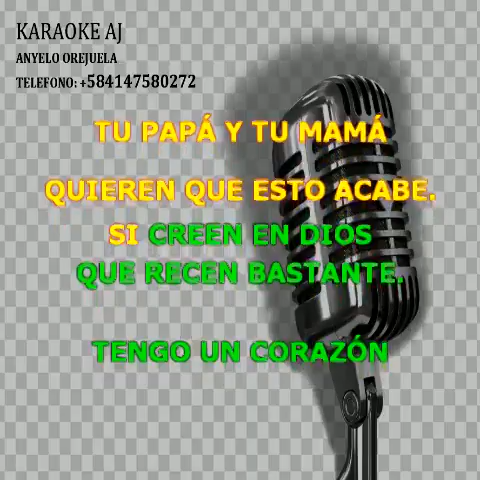 KARAOKE AJ
ANYELO OREJUELA
TELEFONO: +584147580272
TU PAPÁ Y TU MAMÁ
QUIEREN QUE ESTO ACABE.
SI CREEN EN DIOS
QUE RECEN BASTANTE.
TENGO UN CORAZÓN